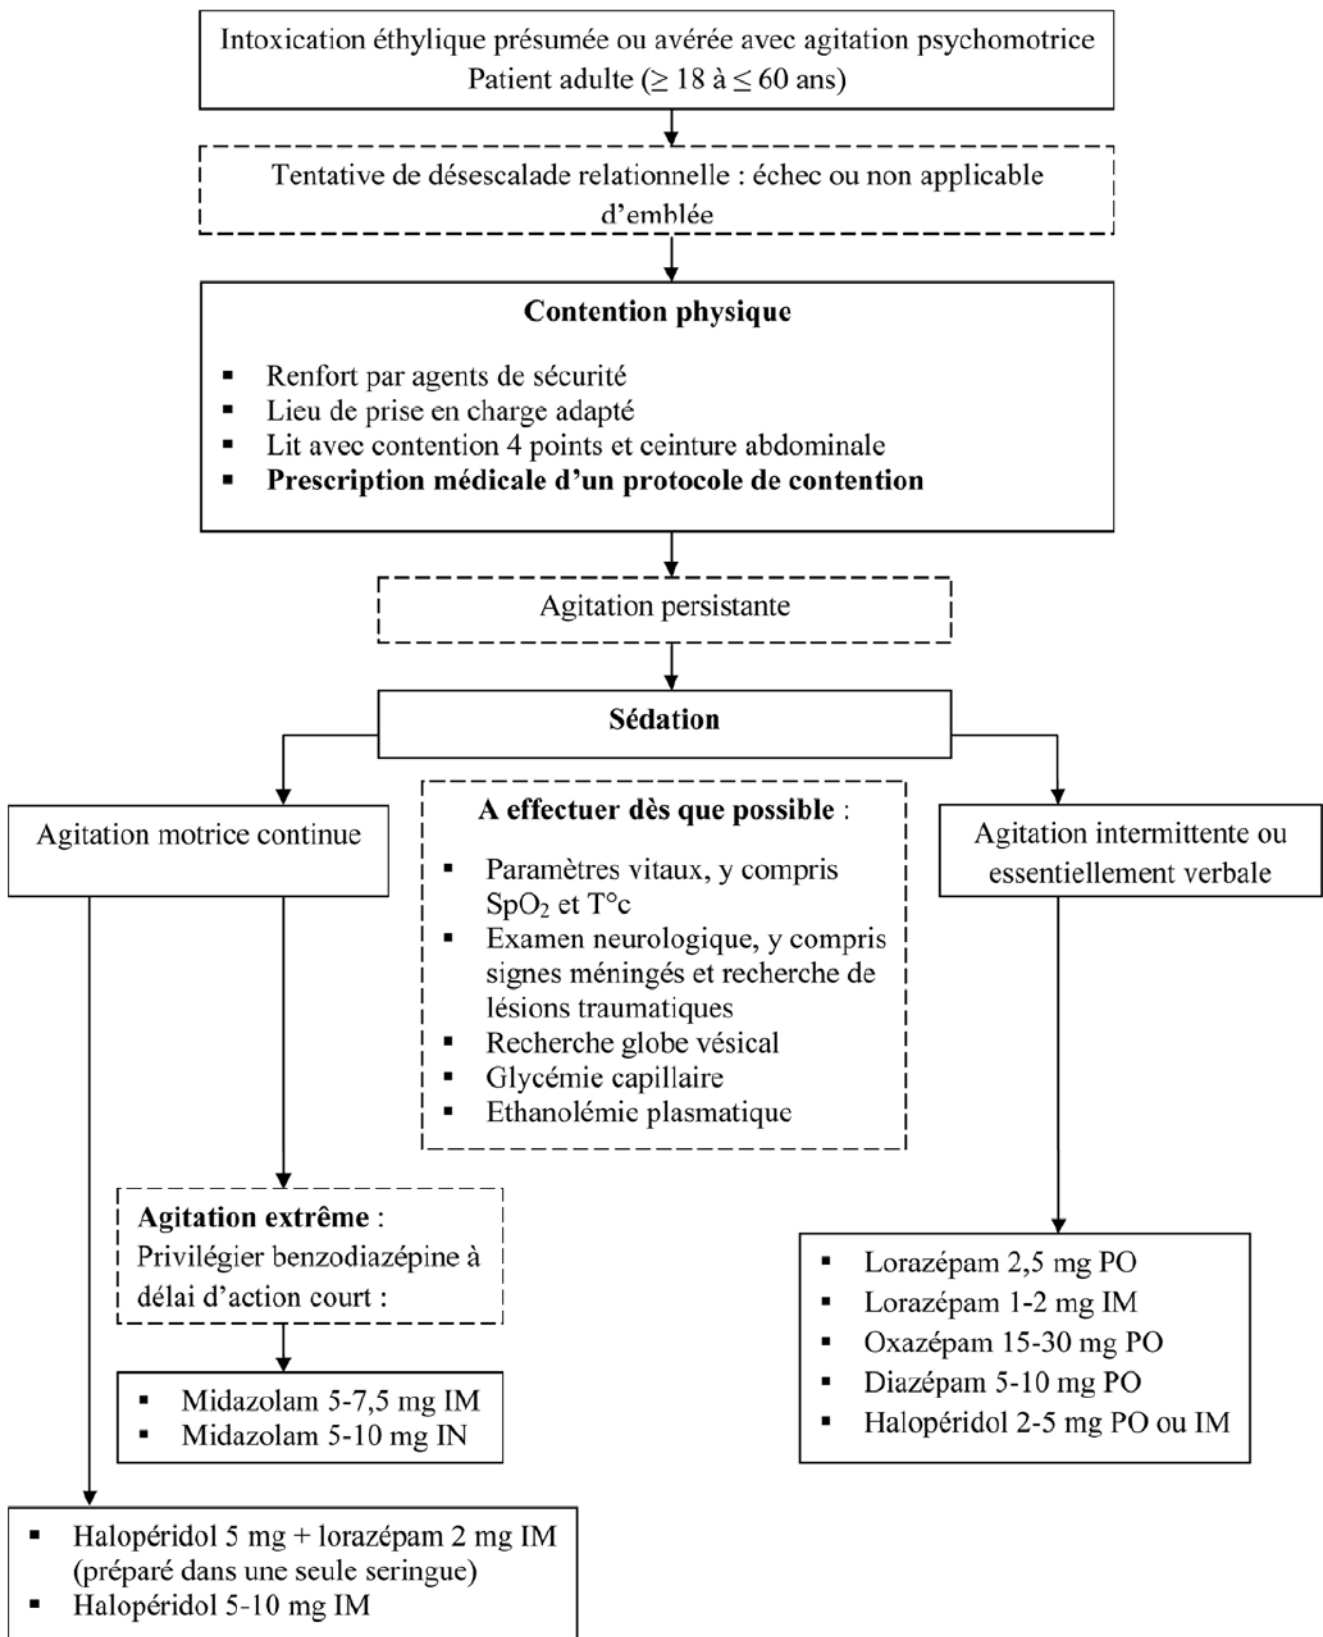 Intoxication éthylique présumée ou avérée avec agitation psychomotrice
Patient adulte (≥ 18 à ≤ 60 ans)
Tentative de désescalade relationnelle : échec ou non applicable
d’emblée
Contention physique
▪ Renfort par agents de sécurité
▪ Lieu de prise en charge adapté
▪ Lit avec contention 4 points et ceinture abdominale
▪ Prescription médicale d’un protocole de contention
Agitation persistante
Sédation
Agitation motrice continue
A effectuer dès que possible :
▪ Paramètres vitaux, y compris
SpO₂ et T°c
▪ Examen neurologique, y compris
signes méningés et recherche de
lésions traumatiques
▪ Recherche globe vésical
▪ Glycémie capillaire
▪ Ethanolémie plasmatique
Agitation intermittente ou
essentiellement verbale
Agitation extrême :
Privilégier benzodiazépine à
délai d’action court :
▪ Midazolam 5-7,5 mg IM
▪ Midazolam 5-10 mg IN
▪ Lorazépam 2,5 mg PO
▪ Lorazépam 1-2 mg IM
▪ Oxazépam 15-30 mg PO
▪ Diazépam 5-10 mg PO
▪ Halopéridol 2-5 mg PO ou IM
▪ Halopéridol 5 mg + lorazépam 2 mg IM
(préparé dans une seule seringue)
▪ Halopéridol 5-10 mg IM